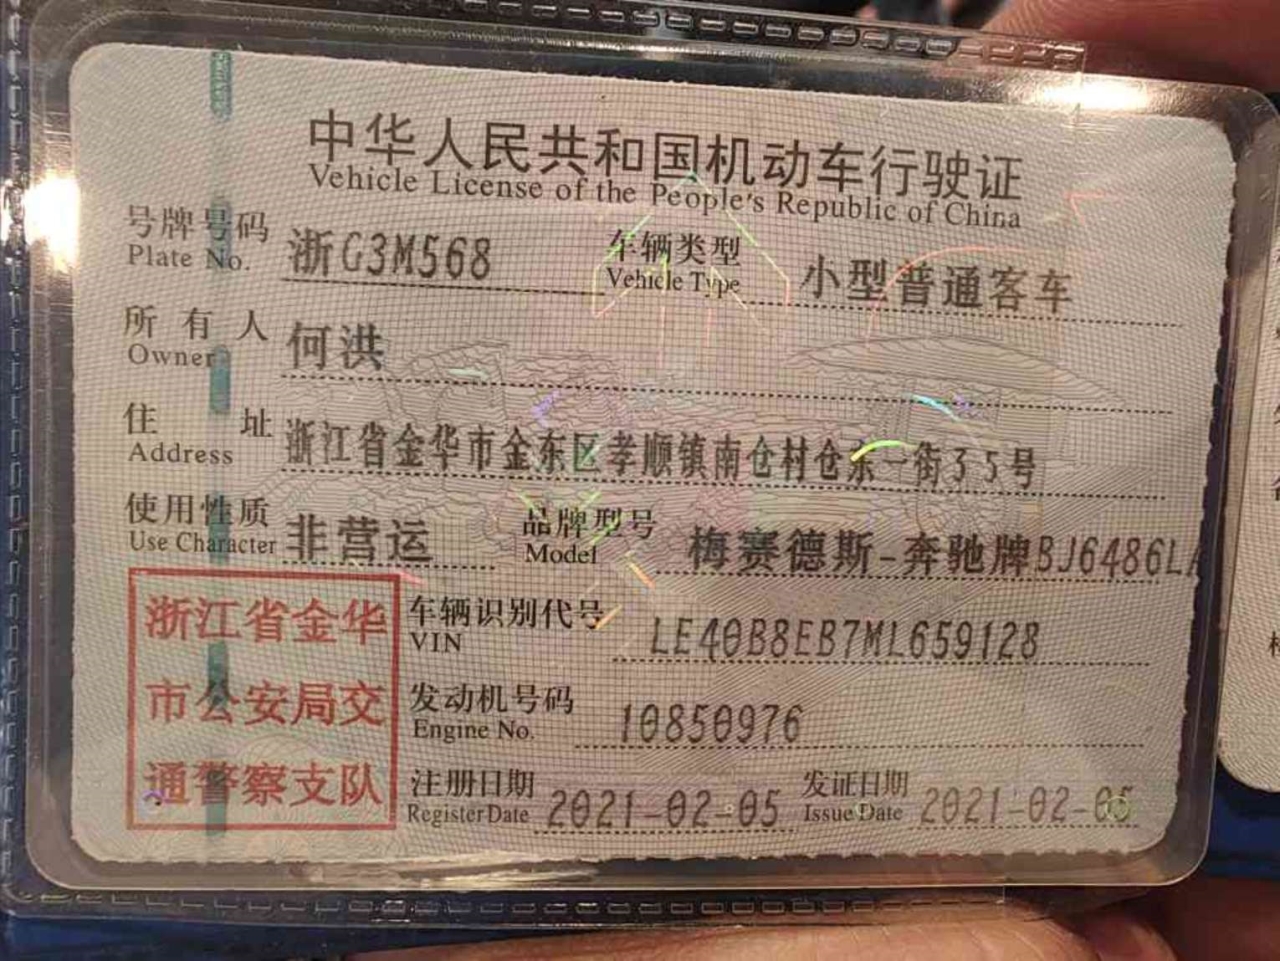 中华人民共和国机动车行驶证
Vehicle License of the People's Republic of China
号牌号码 浙G3M568 车辆类型 小型普通客车
Plate No. Vehicle Type
所有人 何洪
Owner
住址 浙江省金华市金东区孝顺镇南仓村仓东一街35号
Address
使用性质 非营运 品牌型号 梅赛德斯-奔驰牌BJ6486L
Use Character Model
浙江省金华
市公安局交
通警察支队
车辆识别代号 LE40B8EB7ML659128
VIN
发动机号码 10850976
Engine No.
注册日期 2021-02-05 发证日期 2021-02-05
Register Date Issue Date